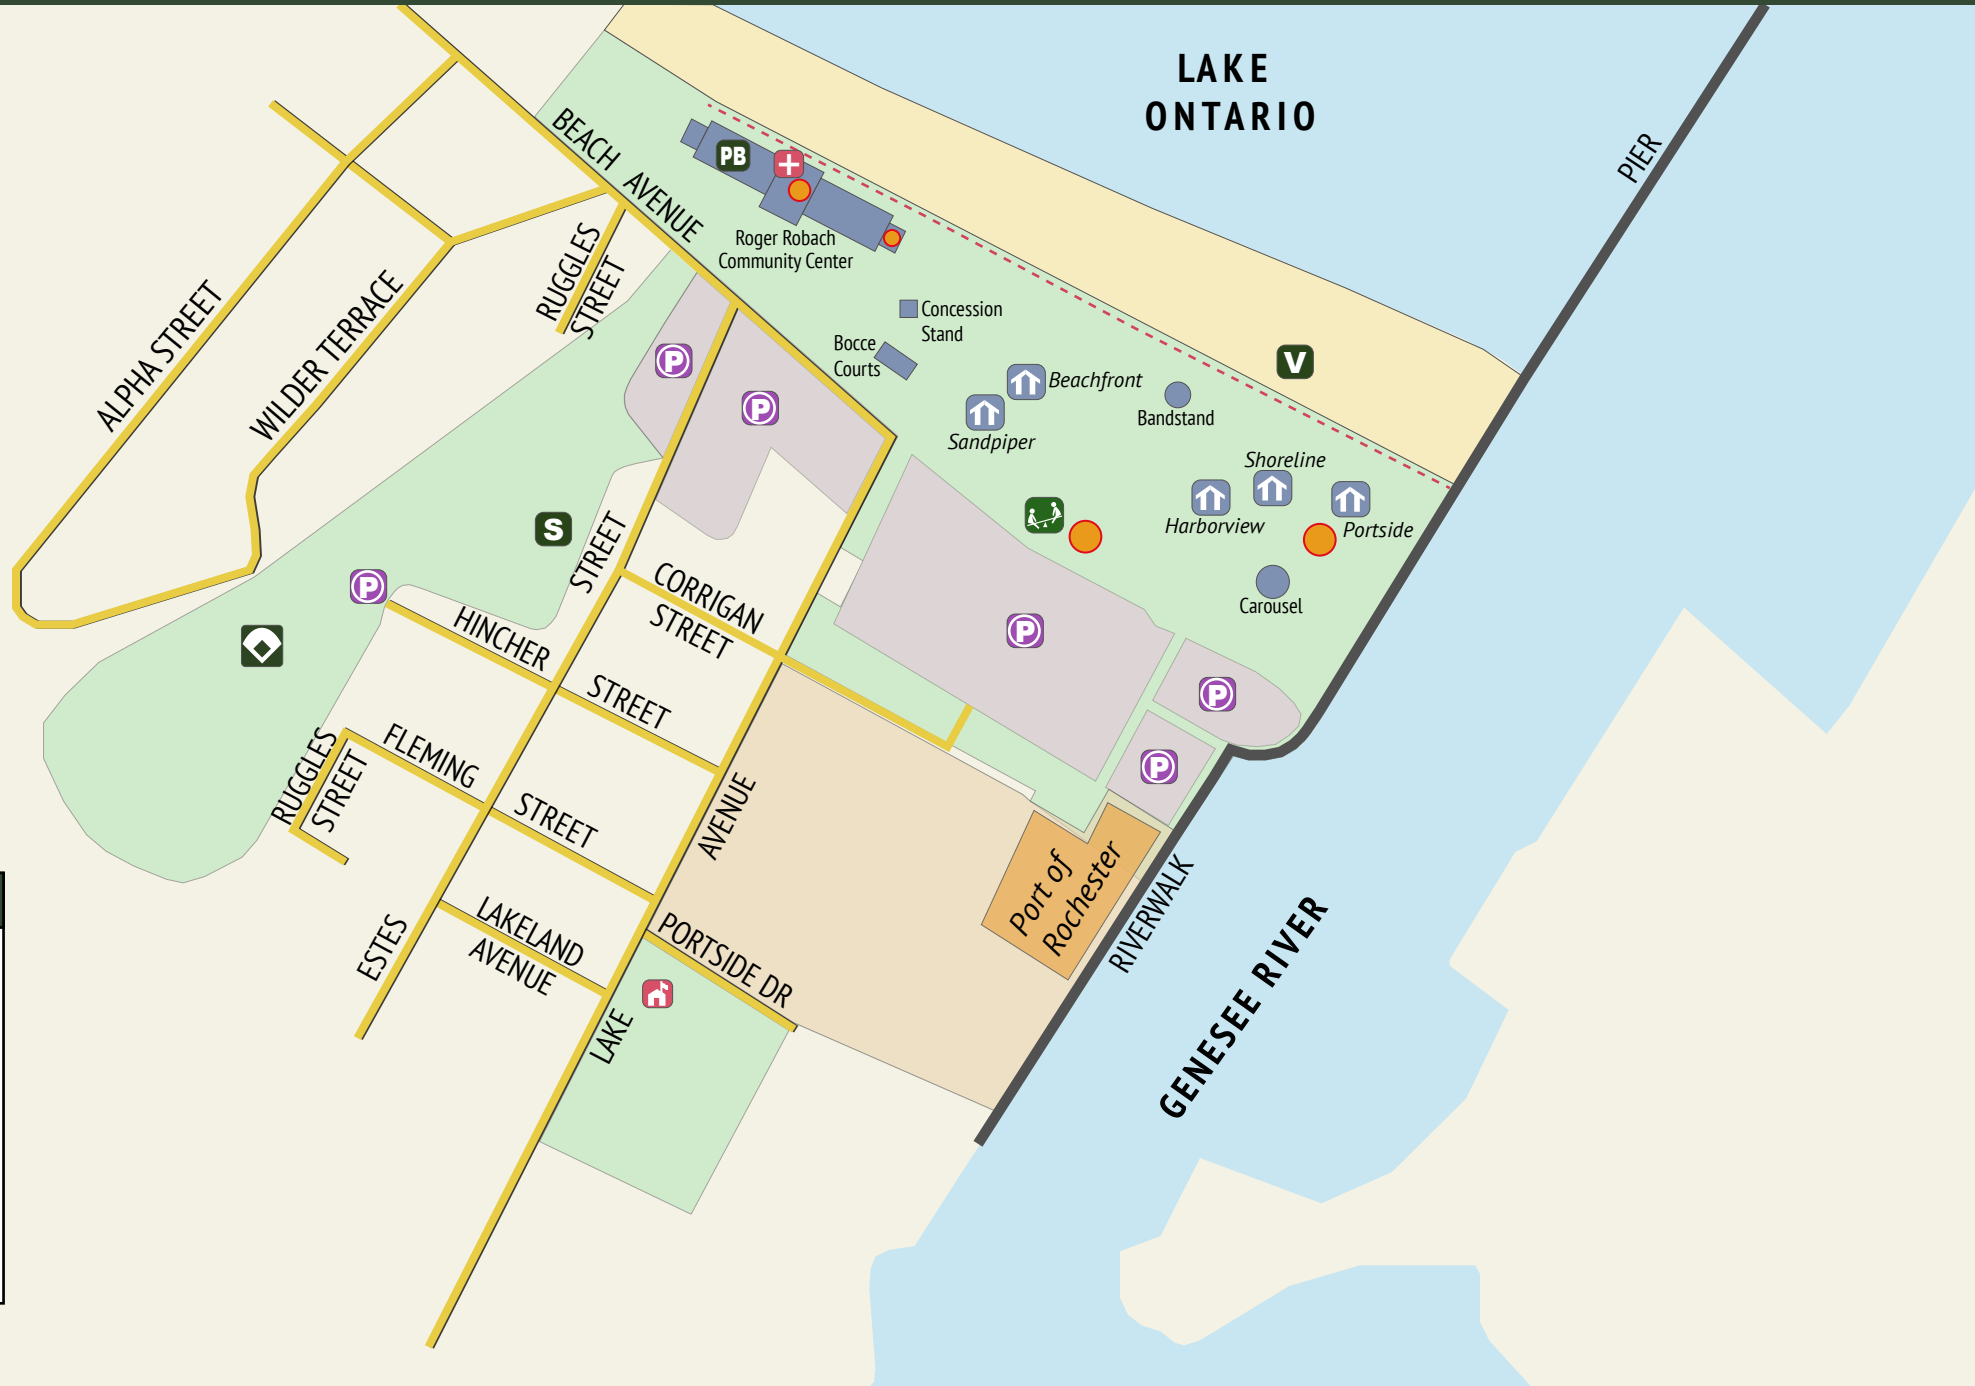 LAKE
ONTARIO
PIER
BEACH AVENUE
PB
Roger Robach
Community Center
RUGGLES
STREET
ALPHA STREET
WILDER TERRACE
Concession
Stand
Bocce
Courts
P
P
V
Beachfront
Sandpiper
Bandstand
Shoreline
Harborview
Portside
Carousel
S
STREET
CORRIGAN
STREET
P
P
P
P
HINCHER
STREET
RUGGLES
STREET
FLEMING
STREET
AVENUE
Port of
Rochester
RIVERWALK
GENESEE RIVER
LAKELAND
AVENUE
ESTES
PORTSIDE DR
LAKE